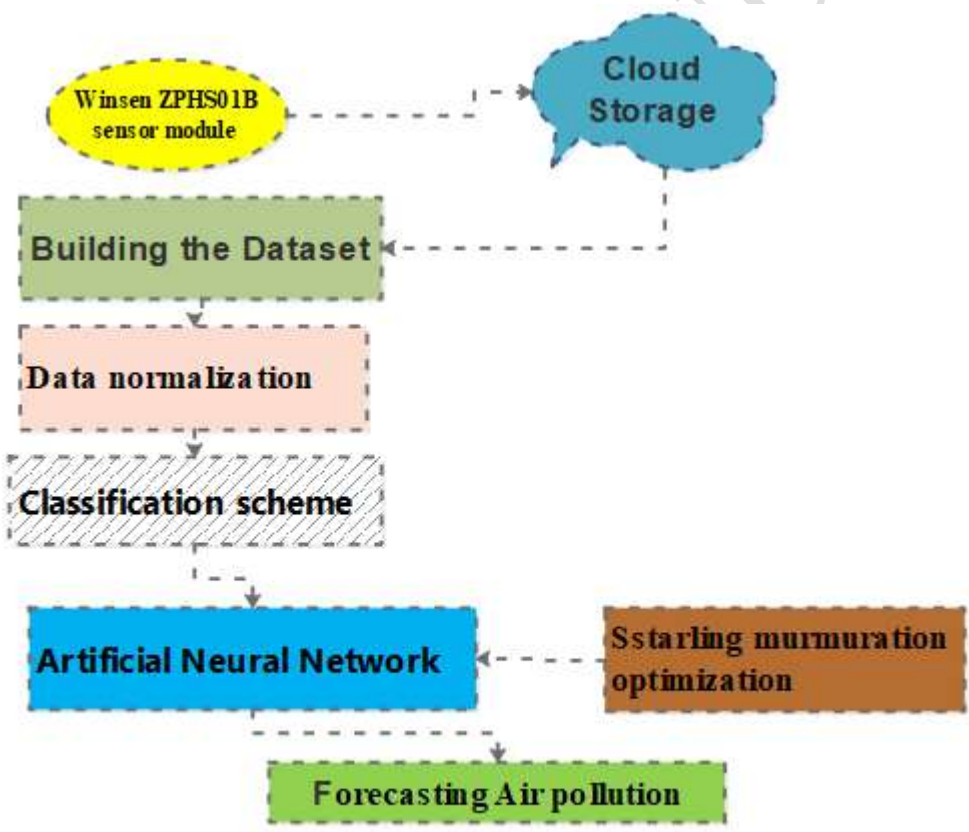 Winsen ZPHS01B
sensor module
Cloud
Storage
Building the Dataset
Data normalization
Classification scheme
Artificial Neural Network
Sstarling murmuration
optimization
Forecasting Air pollution